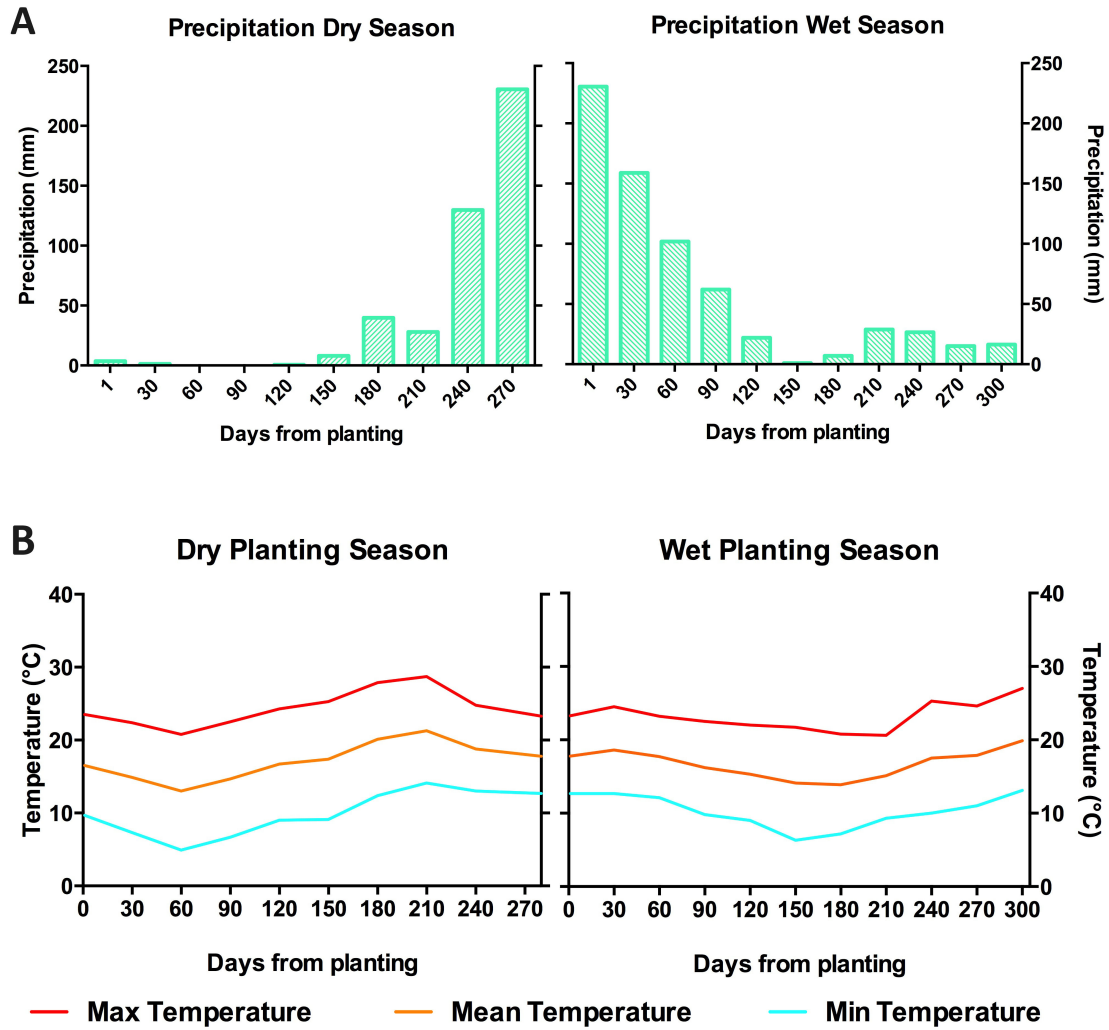 A
Precipitation Dry Season
Precipitation Wet Season
Precipitation (mm)
250
200
150
100
50
0
1 30 60 90 120 150 180 210 240 270
Days from planting
250
200
150
100
50
0
Precipitation (mm)
1 30 60 90 120 150 180 210 240 270 300
Days from planting
B
Dry Planting Season
Wet Planting Season
Temperature (°C)
40
30
20
10
0
0 30 60 90 120 150 180 210 240 270
Days from planting
40
30
20
10
0
Temperature (°C)
0 30 60 90 120 150 180 210 240 270 300
Days from planting
Max Temperature Mean Temperature Min Temperature